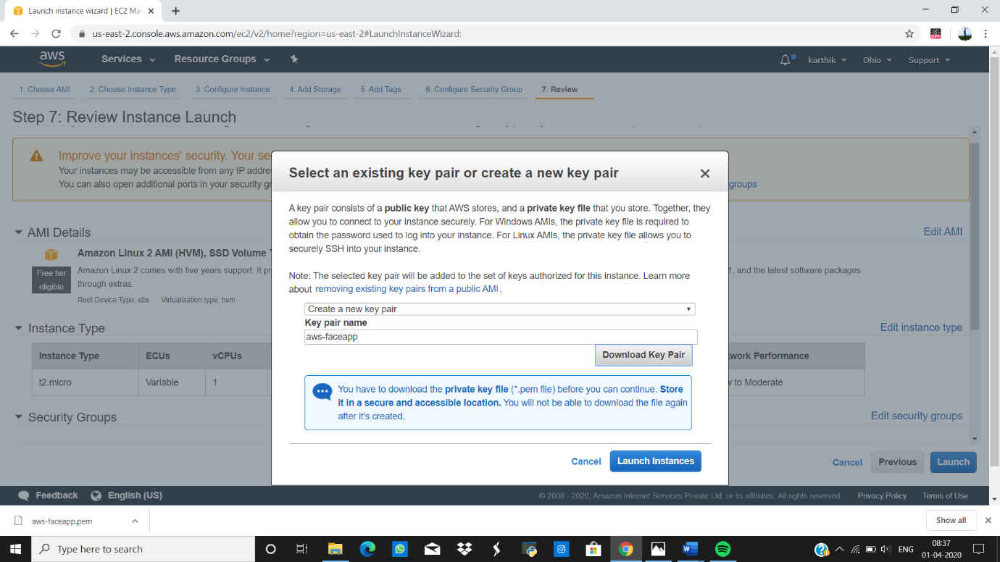 Launch instance wizard | EC2 Ma
us-east-2.console.aws.amazon.com/ec2/v2/home?region=us-east-2#LaunchInstanceWizard:
OFF
aws
Services
Resource Groups
karthik
Ohio
Support
1. Choose AMI
2. Choose Instance Type
3. Configure Instance
4. Add Storage
5. Add Tags
6. Configure Security Group
7. Review
Step 7: Review Instance Launch
Improve your instances' security. Your se
Your instances may be accessible from any IP addre
You can also open additional ports in your security gr
groups
AMI Details
Edit AMI
Amazon Linux 2 AMI (HVM), SSD Volume
Free tier
eligible
Amazon Linux 2 comes with five years support. It pr
1, and the latest software packages
through extras.
Root Device Type: ebs Virtualization type: hvm
Instance Type
Edit instance type
Instance Type
ECUs
vCPUs
work Performance
t2.micro
Variable
1
to Moderate
Security Groups
Edit security groups
Cancel
Previous
Launch
Select an existing key pair or create a new key pair
A key pair consists of a public key that AWS stores, and a private key file that you store. Together, they
allow you to connect to your instance securely. For Windows AMIs, the private key file is required to
obtain the password used to log into your instance. For Linux AMIs, the private key file allows you to
securely SSH into your instance.
Note: The selected key pair will be added to the set of keys authorized for this instance. Learn more
about removing existing key pairs from a public AMI .
Create a new key pair
Key pair name
aws-faceapp
Download Key Pair
You have to download the private key file (*.pem file) before you can continue. Store
it in a secure and accessible location. You will not be able to download the file again
after it's created.
Cancel
Launch Instances
Feedback
English (US)
© 2008 - 2020, Amazon Internet Services Private Ltd. or its affiliates. All rights reserved.
Privacy Policy
Terms of Use
aws-faceapp.pem
Show all
Type here to search
ENG
08:37
01-04-2020